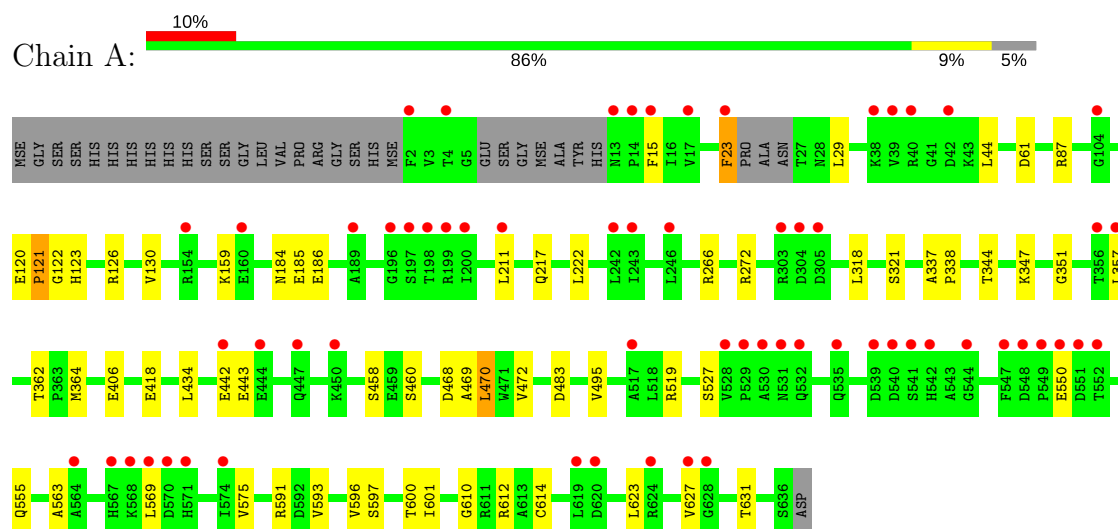 10%
Chain A:
86% 9% 5%
MSE GLY SER SER HIS HIS HIS HIS HIS HIS SER SER GLY LEU VAL PRO ARG GLY SER HIS MSE F2 V3 T4 G5 GLU SER GLY MSE ALA TYR HIS N13 P14 F15 I16 V17 F23 PRO ALA ASN T27 N28 L29 K38 V39 R40 G41 D42 K43 L44 D61 R87 G104
E120 P121 G122 H123 R126 V130 R154 K159 E160 N184 E185 E186 A189 G196 S197 T198 R199 I200 L211 Q217 L222 L242 I243 L246 R266 R272 R303 D304 D305 L318 S321 A337 P338 T344 K347 G351 T356 L357
T362 P363 M364 E406 E418 L434 E442 E443 E444 Q447 K450 S458 E459 S460 D468 A469 L470 W471 V472 D483 V495 A517 L518 R519 S527 V528 P529 A530 N531 Q532 Q535 D539 D540 S541 H542 A543 G544 F547 D548 P549 E550 D551 T552
Q555 A563 A564 H567 K568 L569 D570 H571 I574 V575 R591 D592 V593 V596 S597 T600 I601 G610 R611 R612 A613 C614 L619 D620 L623 R624 V627 G628 T631 S636 ASP